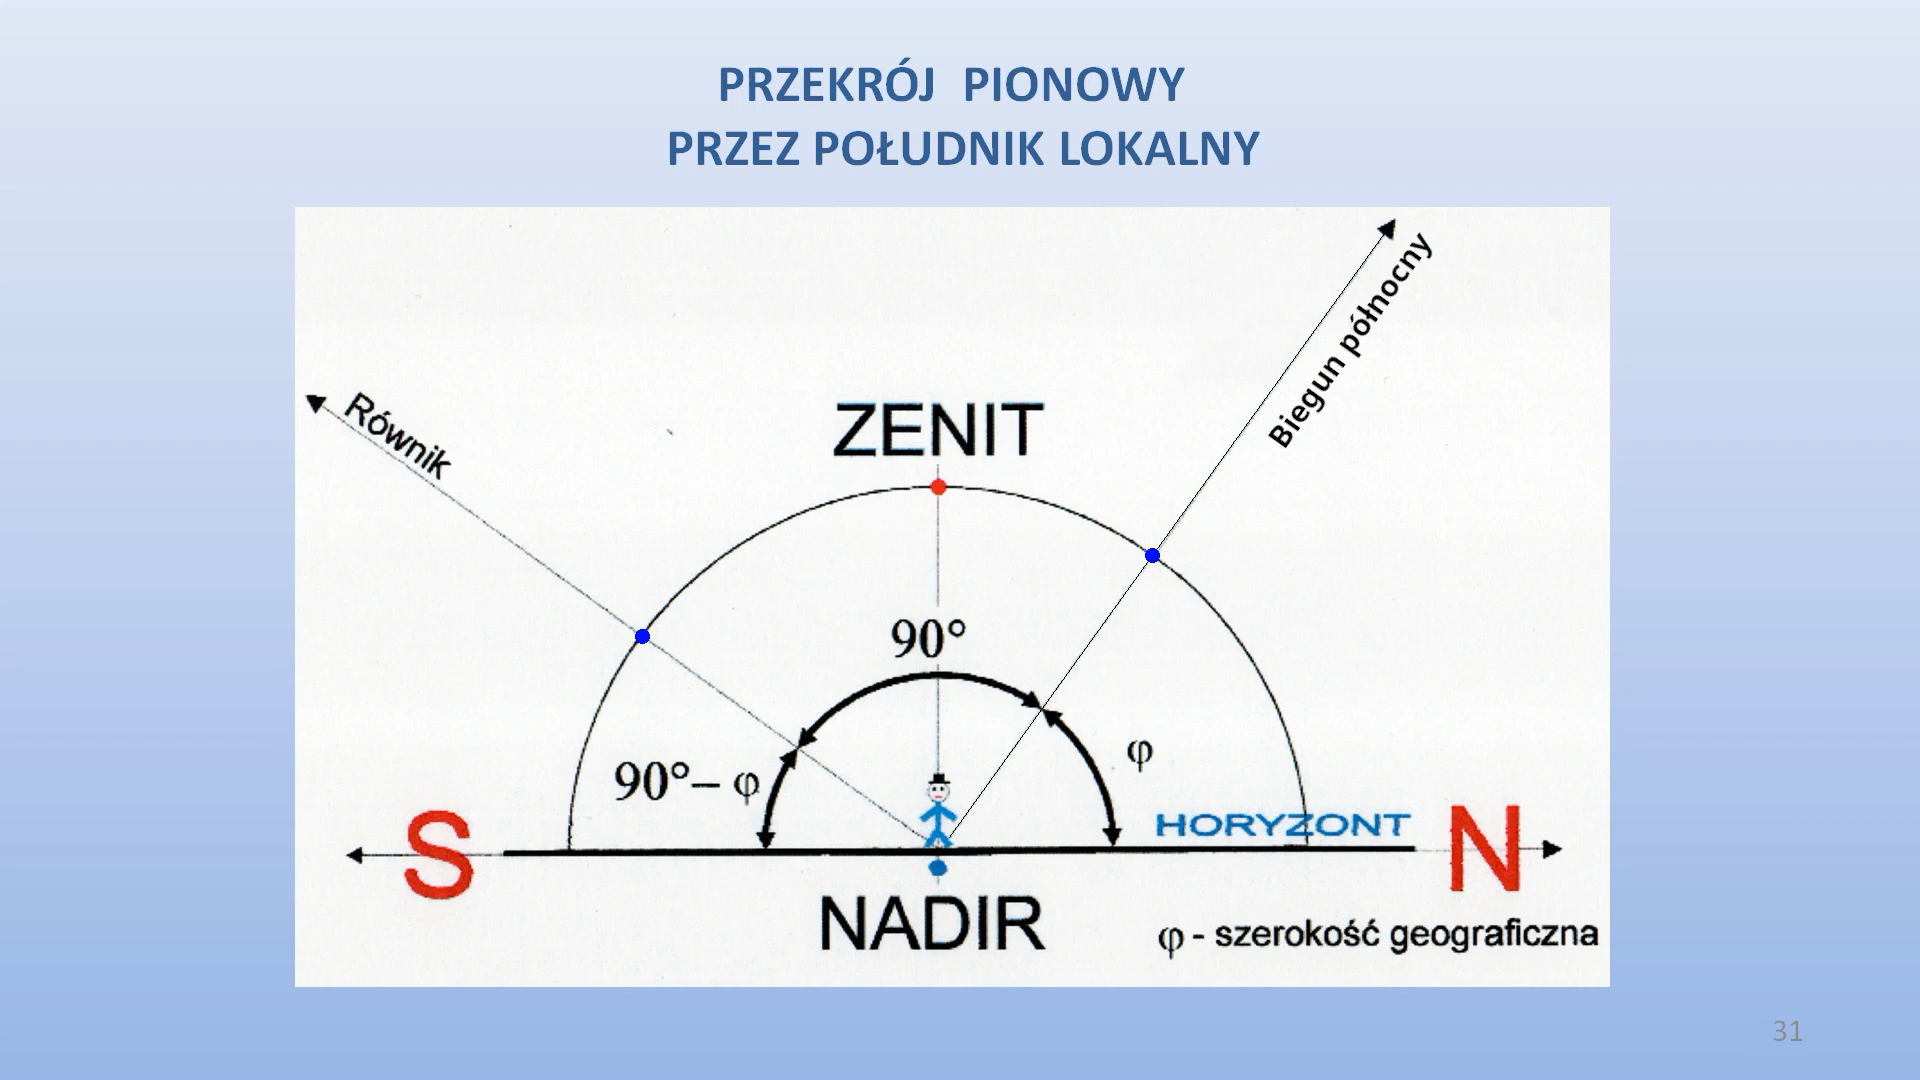 PRZEKRÓJ  PIONOWY
PRZEZ POŁUDNIK LOKALNY
Biegun północny
Równik
ZENIT
90°
φ
90°– φ
HORYZONT
S
N
NADIR
φ - szerokość geograficzna
31